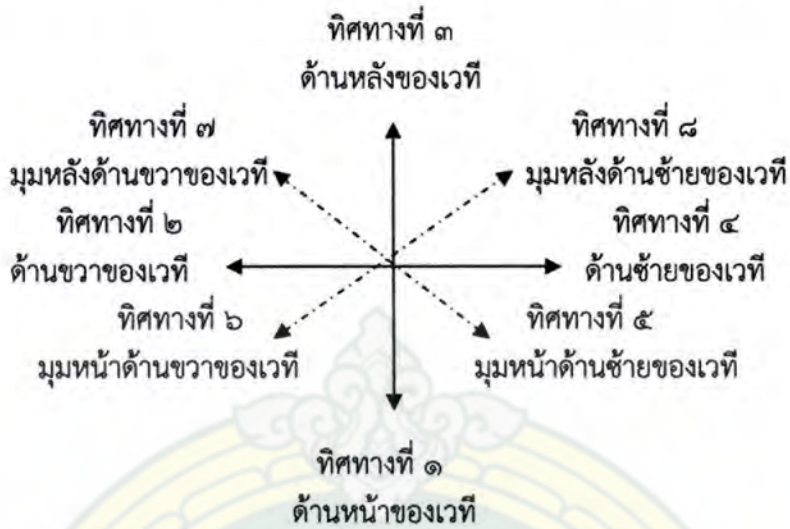 ทิศทางที่ ๓
ด้านหลังของเวที
ทิศทางที่ ๗
มุมหลังด้านขวาของเวที
ทิศทางที่ ๘
มุมหลังด้านซ้ายของเวที
ทิศทางที่ ๒
ด้านขวาของเวที
ทิศทางที่ ๔
ด้านซ้ายของเวที
ทิศทางที่ ๖
มุมหน้าด้านขวาของเวที
ทิศทางที่ ๕
มุมหน้าด้านซ้ายของเวที
ทิศทางที่ ๑
ด้านหน้าของเวที